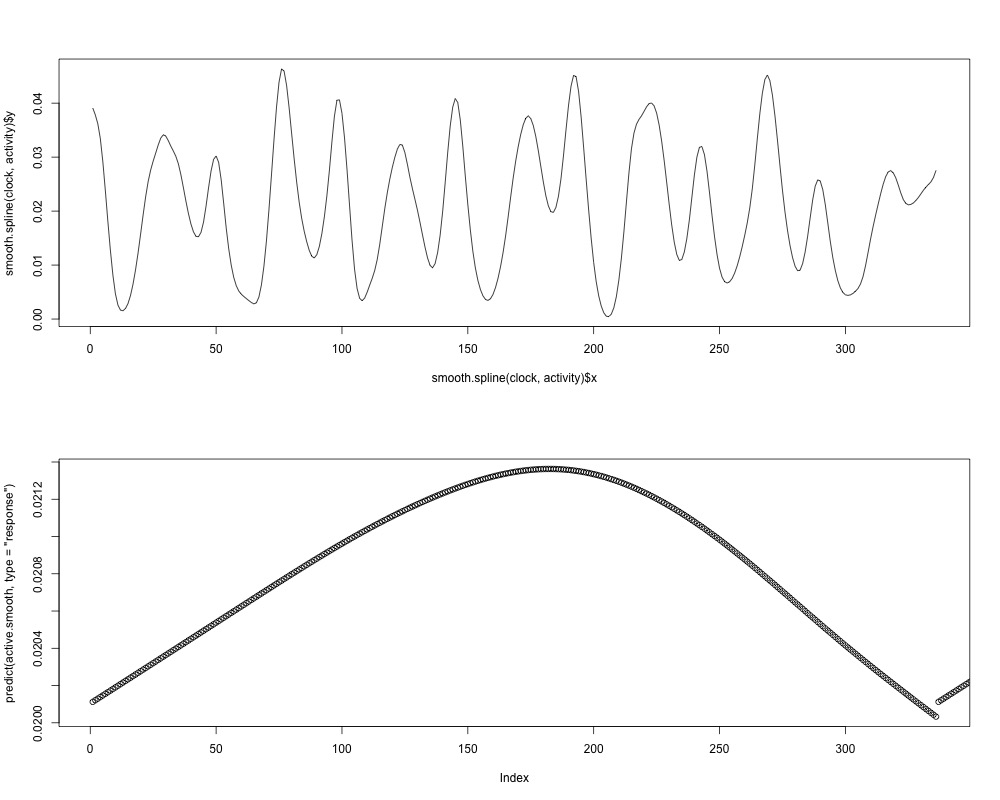 smooth.spline(clock, activity)$y
0.04
0.03
0.02
0.01
0.00
0 50 100 150 200 250 300
smooth.spline(clock, activity)$x
predict(active.smooth, type = "response")
0.0212
0.0208
0.0204
0.0200
0 50 100 150 200 250 300
Index